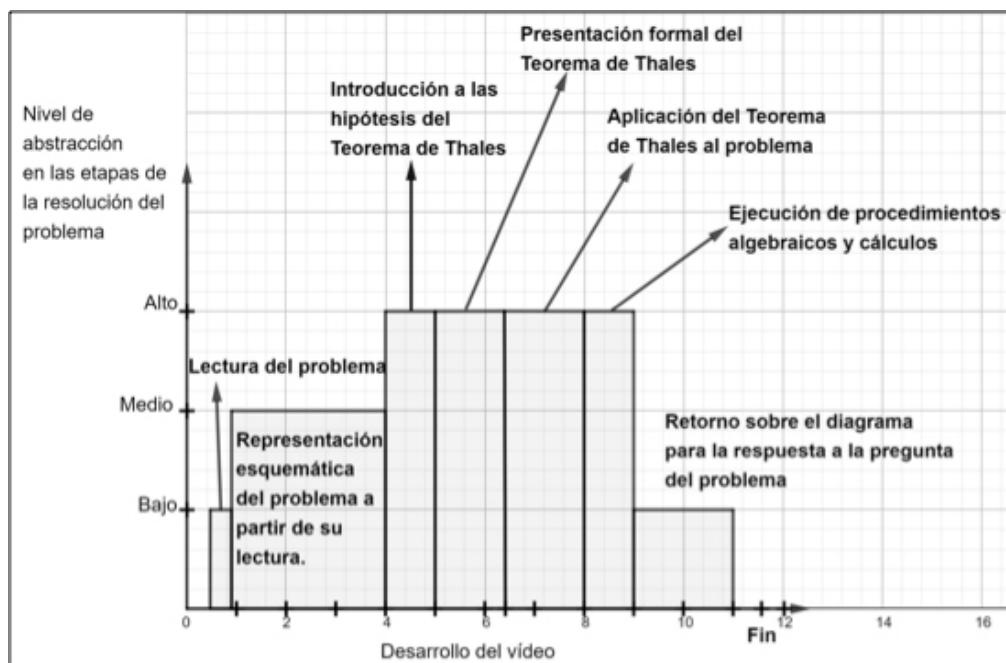 Presentación formal del
Teorema de Thales
Introducción a las
hipótesis del
Teorema de Thales
Nivel de
abstracción
en las etapas de
la resolución del
problema
Aplicación del Teorema
de Thales al problema
Ejecución de procedimientos
algebraicos y cálculos
Alto
Lectura del problema
Medio
Representación
esquemática
del problema a
partir de su
lectura.
Retorno sobre el diagrama
para la respuesta a la pregunta
del problema
Bajo
0 2 4 6 8 10 12 14 16
Fin
Desarrollo del vídeo